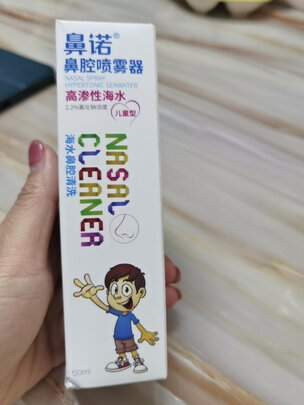 鼻诺®
鼻腔喷雾器
NASAL SPRAY
HYPERTONIC SEAWATER
高渗性海水
2.2%氯化钠浓度
儿童型
NASAL
CLEANER
海水鼻腔清洗
50ml